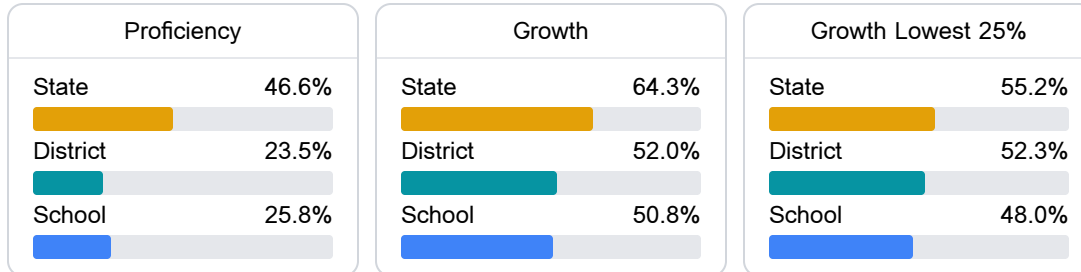 Proficiency
State 46.6%
District 23.5%
School 25.8%
Growth
State 64.3%
District 52.0%
School 50.8%
Growth Lowest 25%
State 55.2%
District 52.3%
School 48.0%